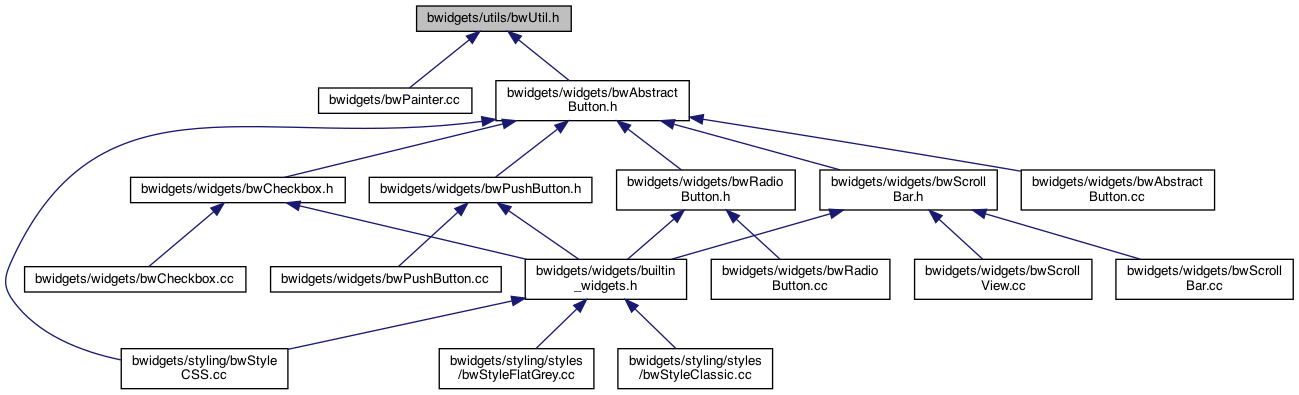 bwidgets/utils/bwUtil.h
bwidgets/bwPainter.cc
bwidgets/widgets/bwAbstract
Button.h
bwidgets/widgets/bwCheckbox.h
bwidgets/widgets/bwPushButton.h
bwidgets/widgets/bwRadio
Button.h
bwidgets/widgets/bwScroll
Bar.h
bwidgets/widgets/bwAbstract
Button.cc
bwidgets/widgets/bwCheckbox.cc
bwidgets/widgets/bwPushButton.cc
bwidgets/widgets/builtin
_widgets.h
bwidgets/widgets/bwRadio
Button.cc
bwidgets/widgets/bwScroll
View.cc
bwidgets/widgets/bwScroll
Bar.cc
bwidgets/styling/bwStyle
CSS.cc
bwidgets/styling/styles
/bwStyleFlatGrey.cc
bwidgets/styling/styles
/bwStyleClassic.cc